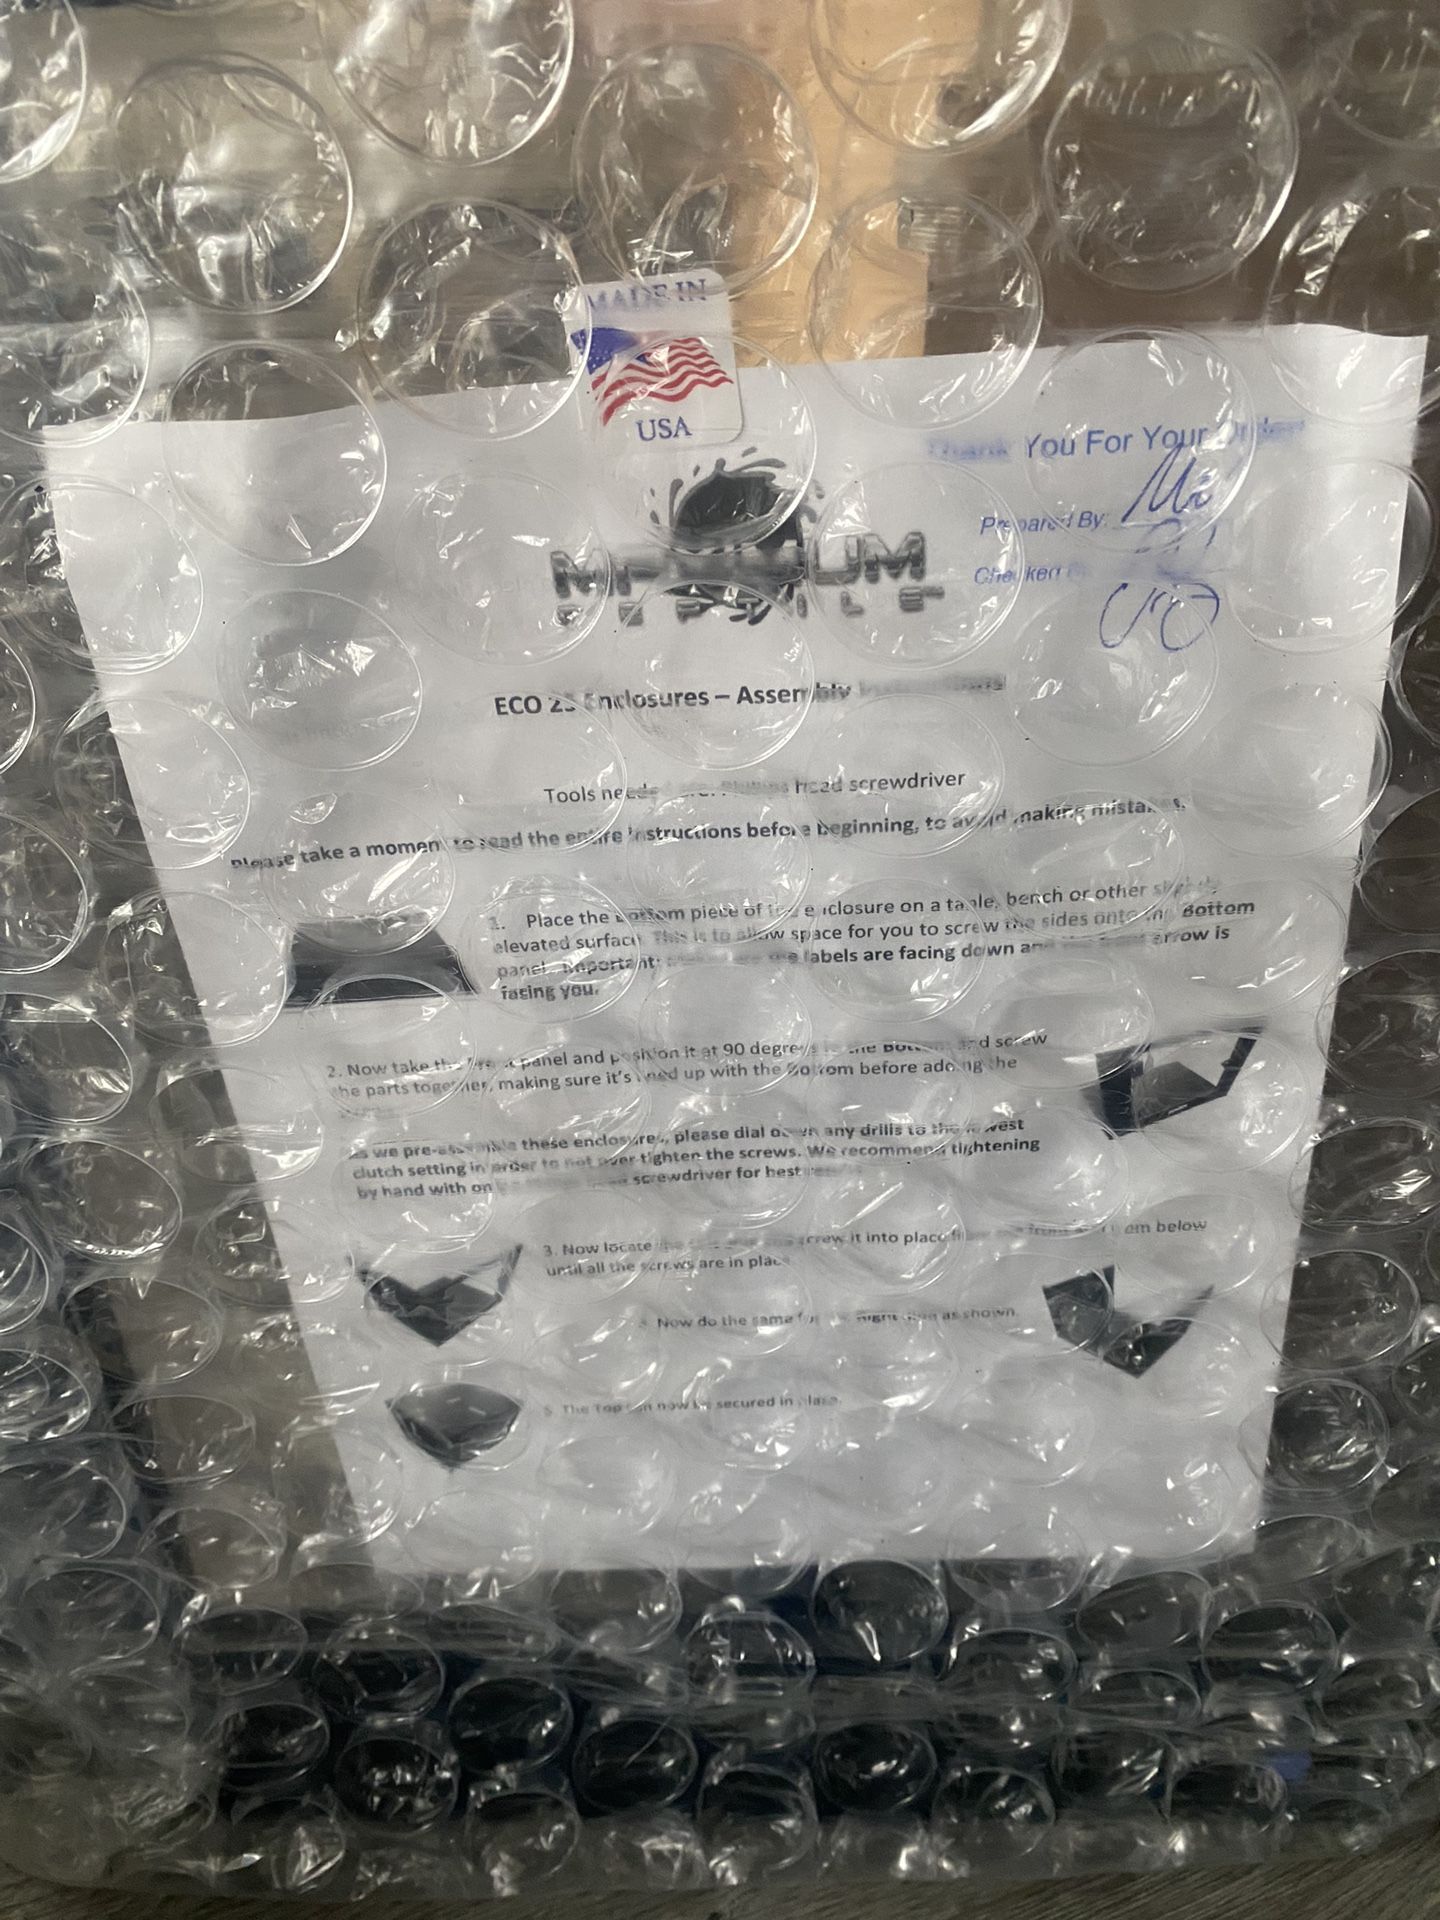 MADE IN
USA
Thank You For Your Order
Prepared By:
Checked
ECO Enclosures – Assembly Instructions
Tools head screwdriver
Please take a moment to read the entire instructions before beginning, to avoid making mistakes.
1. Place the bottom piece of the enclosure on a table, bench or other slightly
elevated surface. This is to allow space for you to screw the sides onto the Bottom
panel. Important: labels are facing down and arrow is
facing you.
2. Now take the panel and position it at 90 degrees to the Bottom and screw
the parts together, making sure it's lined up with the Bottom before adding the
As we pre-assemble these enclosures, please dial down any drills to the lowest
clutch setting in order to not over-tighten the screws. We recommend tightening
by hand with screwdriver for best
3. Now locate screw it into place from below
until all the screws are in place
Now do the same as shown.
5. The Top can now be secured in place.